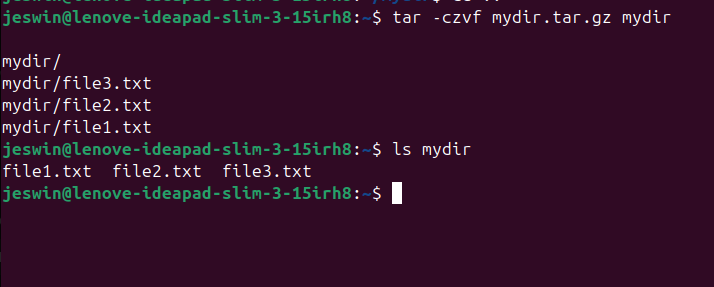 jeswin@lenove-ideapad-slim-3-15irh8:~$ tar -czvf mydir.tar.gz mydir
mydir/
mydir/file3.txt
mydir/file2.txt
mydir/file1.txt
jeswin@lenove-ideapad-slim-3-15irh8:~$ ls mydir
file1.txt  file2.txt  file3.txt
jeswin@lenove-ideapad-slim-3-15irh8:~$